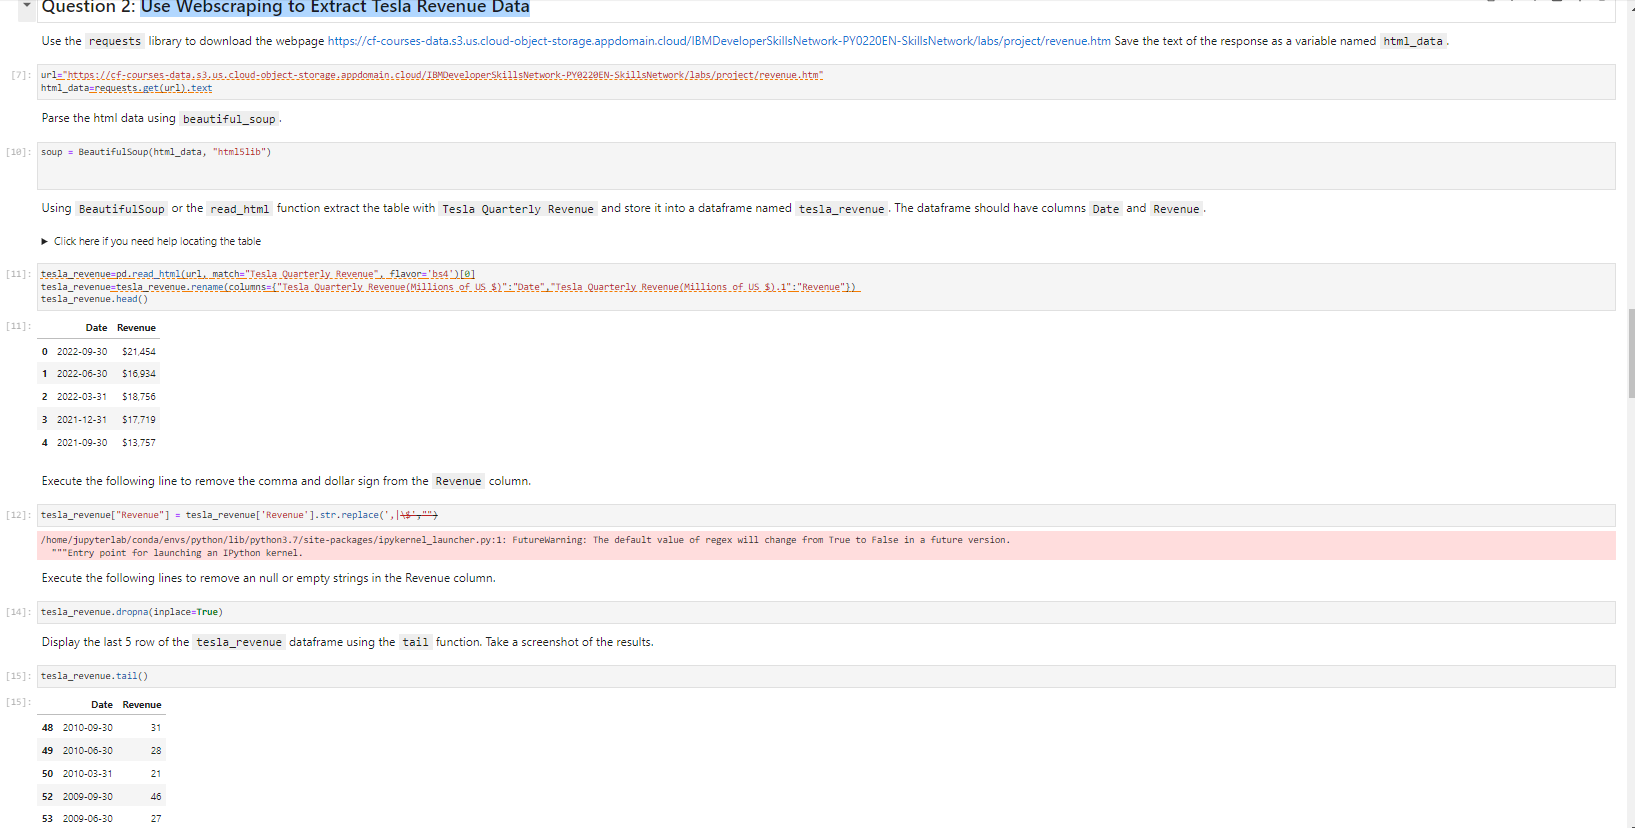 Question 2: Use Webscraping to Extract Tesla Revenue Data
Use the requests library to download the webpage https://cf-courses-data.s3.us.cloud-object-storage.appdomain.cloud/IBMDeveloperSkillsNetwork-PY0220EN-SkillsNetwork/labs/project/revenue.htm Save the text of the response as a variable named html_data.
[7]: url="https://cf-courses-data.s3.us.cloud-object-storage.appdomain.cloud/IBMDeveloperSkillsNetwork-PY0220EN-SkillsNetwork/labs/project/revenue.htm"
html_data=requests.get(url).text
Parse the html data using beautiful_soup.
[10]: soup = BeautifulSoup(html_data, "html5lib")
Using BeautifulSoup or the read_html function extract the table with Tesla Quarterly Revenue and store it into a dataframe named tesla_revenue. The dataframe should have columns Date and Revenue.
▶ Click here if you need help locating the table
[11]: tesla_revenue=pd.read_html(url, match="Tesla Quarterly Revenue", flavor='bs4')[0]
tesla_revenue=tesla_revenue.rename(columns={"Tesla Quarterly Revenue(Millions of US $)":"Date","Tesla Quarterly Revenue(Millions of US $).1":"Revenue"})
tesla_revenue.head()
[11]: Date Revenue
0 2022-09-30 $21,454
1 2022-06-30 $16,934
2 2022-03-31 $18,756
3 2021-12-31 $17,719
4 2021-09-30 $13,757
Execute the following line to remove the comma and dollar sign from the Revenue column.
[12]: tesla_revenue["Revenue"] = tesla_revenue['Revenue'].str.replace(',|\$',"")
/home/jupyterlab/conda/envs/python/lib/python3.7/site-packages/ipykernel_launcher.py:1: FutureWarning: The default value of regex will change from True to False in a future version.
"""Entry point for launching an IPython kernel.
Execute the following lines to remove an null or empty strings in the Revenue column.
[14]: tesla_revenue.dropna(inplace=True)
Display the last 5 row of the tesla_revenue dataframe using the tail function. Take a screenshot of the results.
[15]: tesla_revenue.tail()
[15]: Date Revenue
48 2010-09-30 31
49 2010-06-30 28
50 2010-03-31 21
52 2009-09-30 46
53 2009-06-30 27